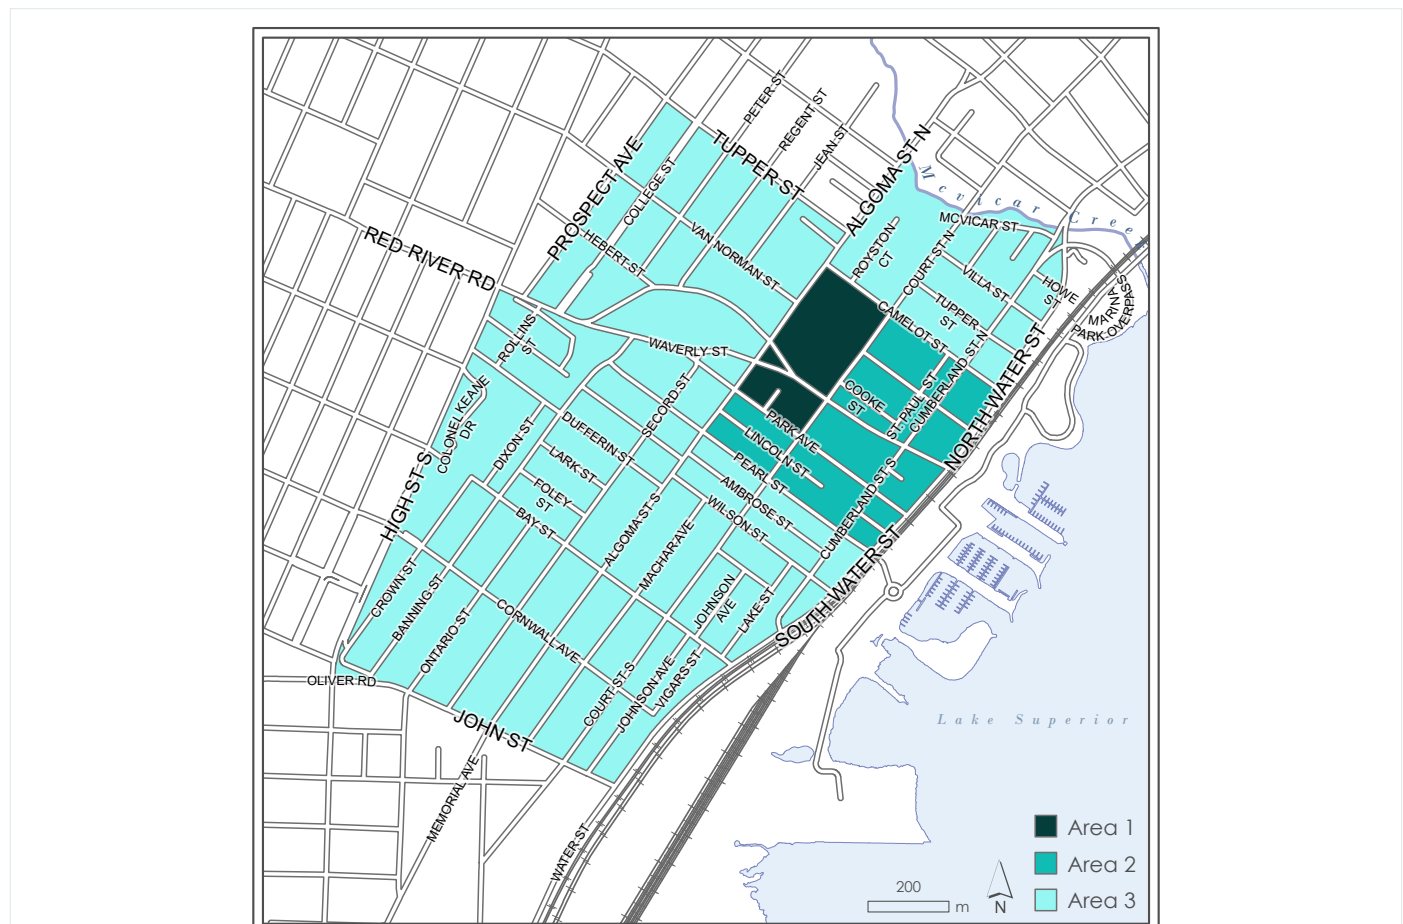 PETER ST
REGENT ST
JEAN ST
TUPPER ST
ALGOMA ST N
PROSPECT AVE
COLLEGE ST
McVicar Cree
MCVICAR ST
RED RIVER RD
HEBERT ST
VAN NORMAN ST
ROYSTON
CT
COURT ST N
VILLA ST
HOWE
ST
MARINA
PARK OVERPASS
TUPPER
ST
CAMELOT ST
ROLLINS
ST
WAVERLY ST
CUMBERLAND ST N
NORTH WATER ST
COLONEL KEANE
DR
SECOND ST
COOKE
ST
ST. PAUL ST
PARK AVE
LINCOLN ST
PEARL ST
DIXON ST
DUFFERIN ST
LARK ST
FOLEY
ST
HIGH ST S
BAY ST
AMBROSE ST
WILSON ST
ALGOMA ST S
MACHAR AVE
CUMBERLAND ST S
SOUTH WATER ST
CROWN ST
BANNING ST
ONTARIO ST
CORNWALL AVE
JOHNSON
AVE
LAKE ST
COURT ST S
JOHNSON AVE
VIGARS ST
OLIVER RD
JOHN ST
MEMORIAL AVE
WATER ST
Lake Superior
Area 1
Area 2
Area 3
200
m
N